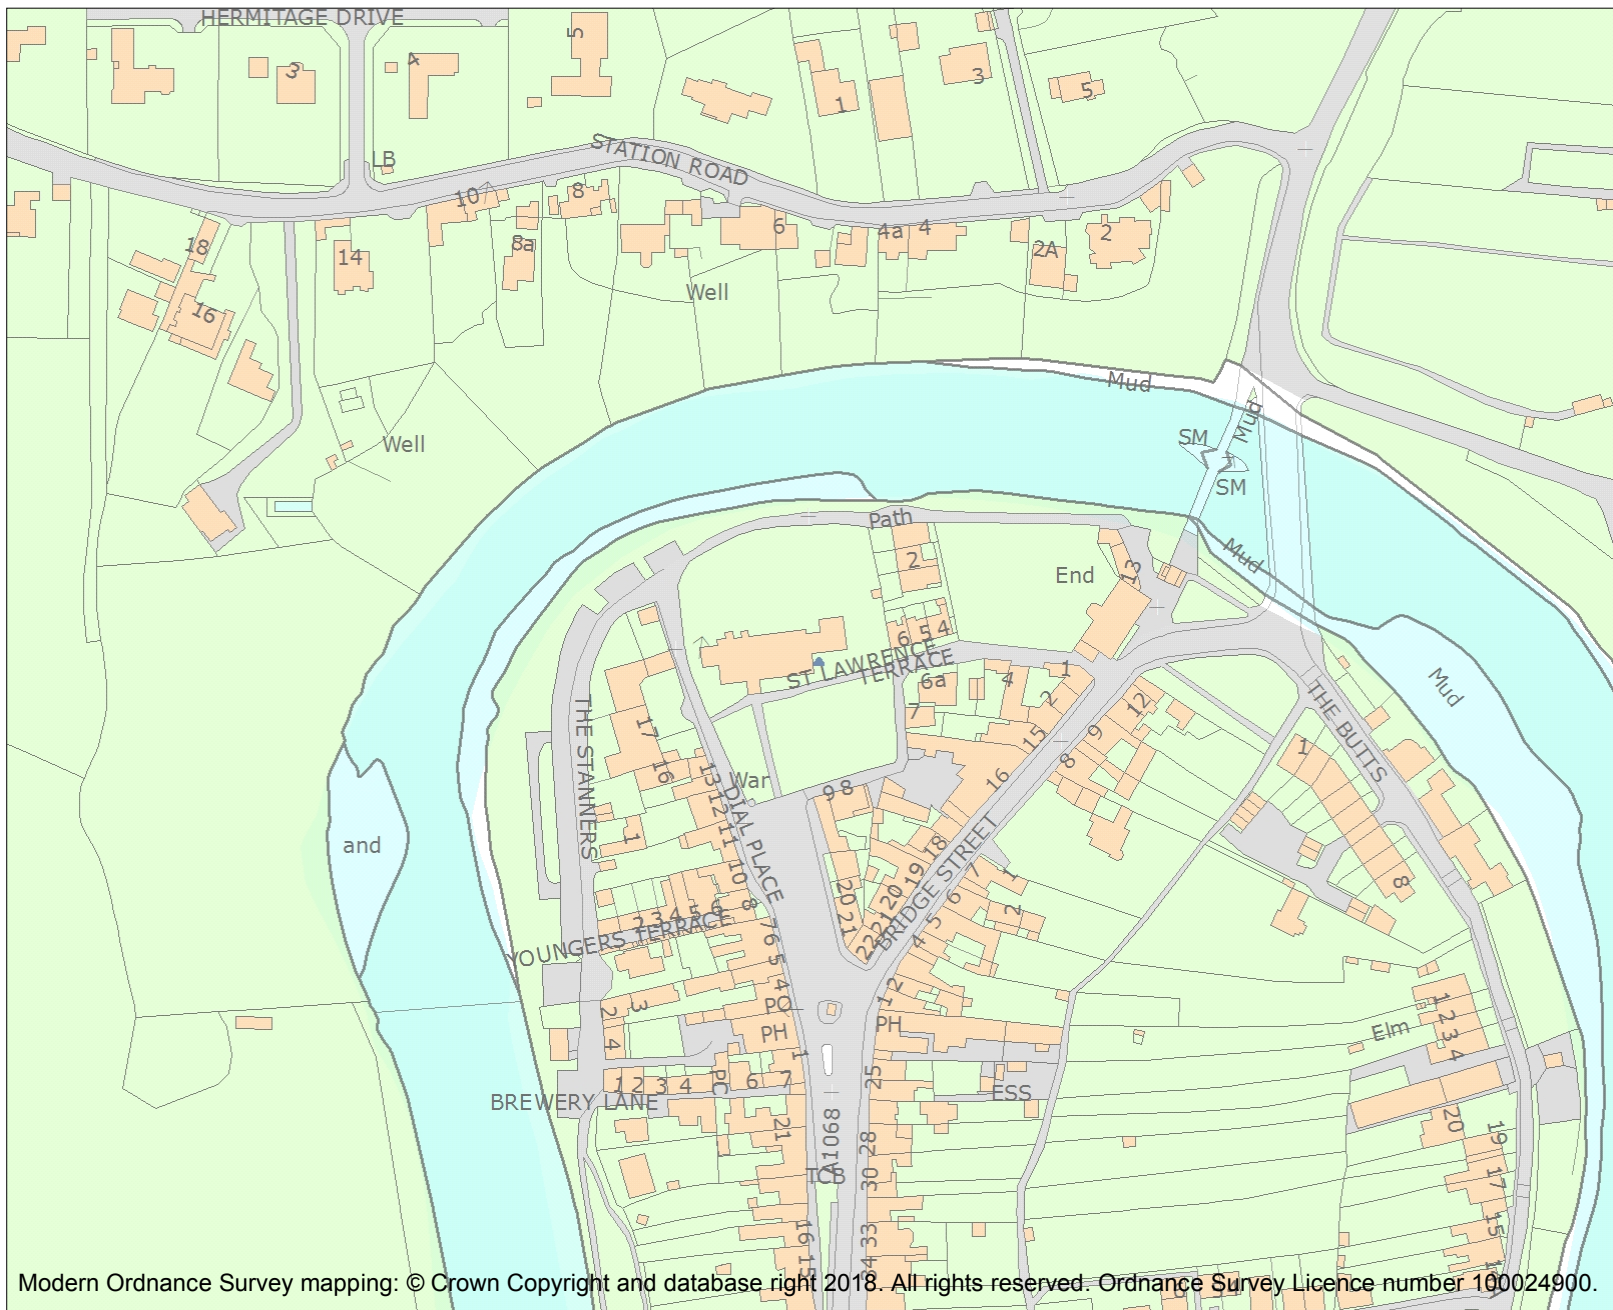 HERMITAGE DRIVE
5
3
4
1
3
5
LB
STATION ROAD
10
8
18
14
8a
6
4a
4
2A
2
16
Well
Mud
Mud
Well
SM
SM
Path
Mud
2
End
13
6 5 4
ST LAWRENCE
TERRACE
1
6a
4
2
7
Mud
THE BUTTS
12
9
8
1
15
16
17
16
THE STANNERS
13
12
11
10
8
War
DIAL PLACE
9 8
and
1
18
19
20
21
22
BRIDGE STREET
7
6
5
4
1
2
20
21
8
2 3 4 5 6
YOUNGERS TERRACE
7
6
5
4
PO
PH
1
1 2
PH
3
2
4
1 2 3 4
PC
6
7
BREWERY LANE
25
ESS
Elm
1 2 3 4
20
19
17
15
21
A1068
28
30
TCB
16
15
33
34
6
Modern Ordnance Survey mapping: © Crown Copyright and database right 2018. All rights reserved. Ordnance Survey Licence number 100024900.